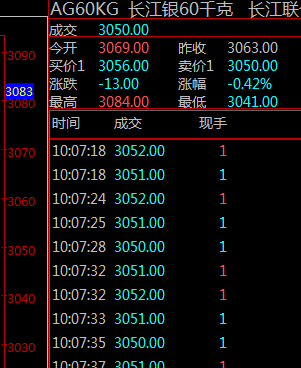 AG60KG 长江银60千克 长江联
成交 3050.00
今开 3069.00 昨收 3063.00
买价1 3056.00 卖价1 3050.00
涨跌 -13.00 涨幅 -0.42%
最高 3084.00 最低 3041.00
时间 成交 现手
10:07:18 3052.00 1
10:07:18 3051.00 1
10:07:24 3052.00 1
10:07:25 3051.00 1
10:07:28 3050.00 1
10:07:32 3051.00 1
10:07:32 3052.00 1
10:07:33 3051.00 1
10:07:35 3050.00 1
10:07:37 3051.00 1
3090
3083
3080
3070
3060
3050
3040
3030